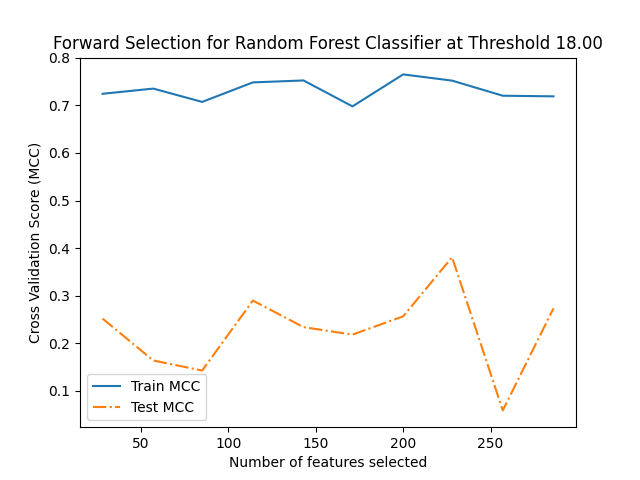 Forward Selection for Random Forest Classifier at Threshold 18.00
0.8
0.7
0.6
0.5
0.4
0.3
0.2
0.1
Cross Validation Score (MCC)
Train MCC
Test MCC
50 100 150 200 250
Number of features selected